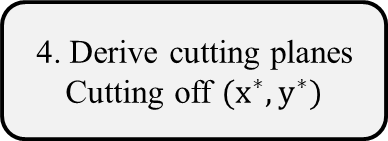 4. Derive cutting planes
Cutting off (x*, y*)